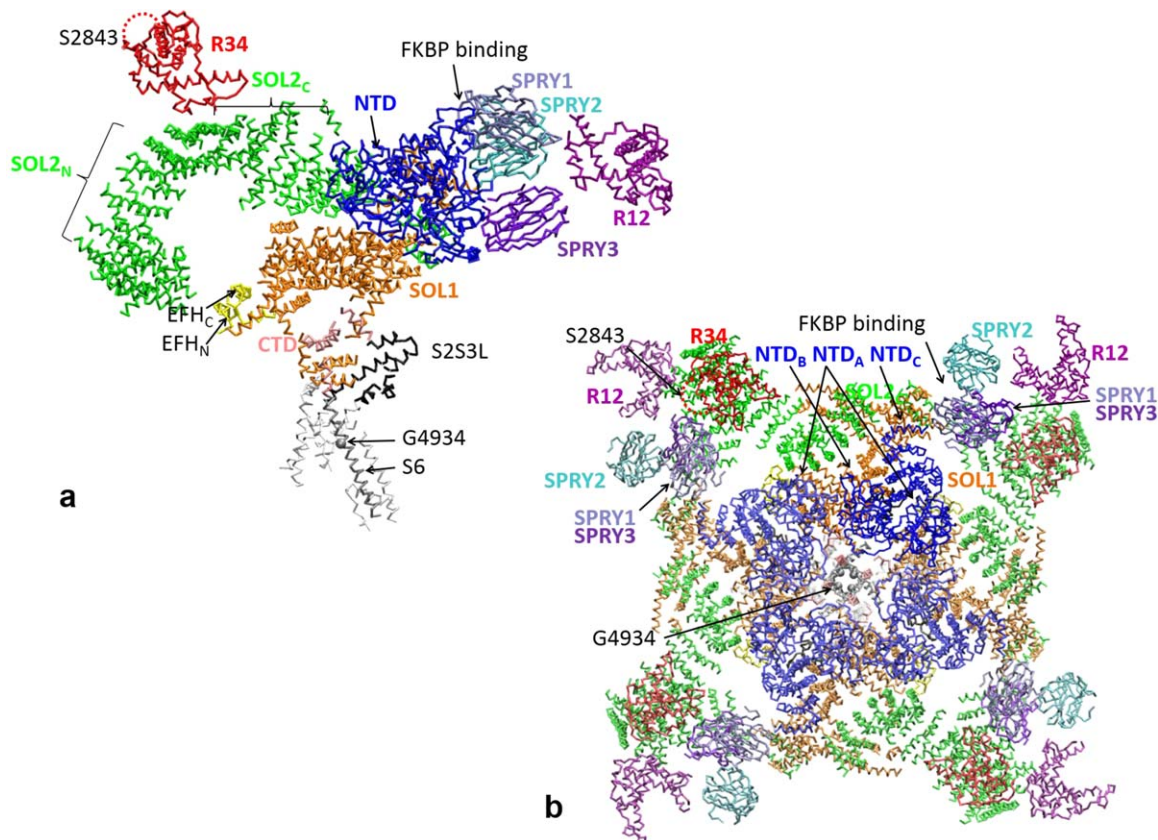 S2843
R34
FKBP binding
SOL2C
SPRY1
NTD
SPRY2
SOL2N
R12
SPRY3
SOL1
EFHC
EFHN
CTD
S2S3L
G4934
S6
a
FKBP binding
S2843
R34
SPRY2
NTDB NTDA NTDC
R12
SOL2
R12
SPRY1
SPRY3
SPRY2
SOL1
SPRY1
SPRY3
G4934
b